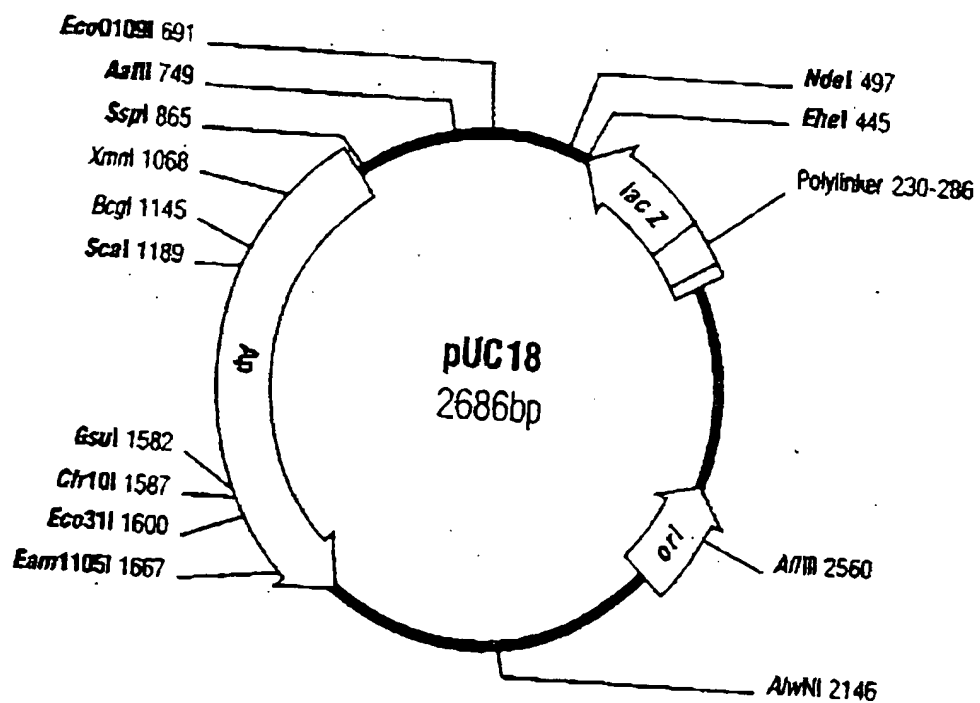 EcoO109I 691
AatII 749
SspI 865
XmnI 1068
BcgI 1145
ScaI 1189
NdeI 497
EheI 445
Polylinker 230-286
lac Z
Ap
pUC18
2686bp
GsuI 1582
Cfr10I 1587
Eco31I 1600
Eam1105I 1667
ori
AflIII 2560
AlwNI 2146